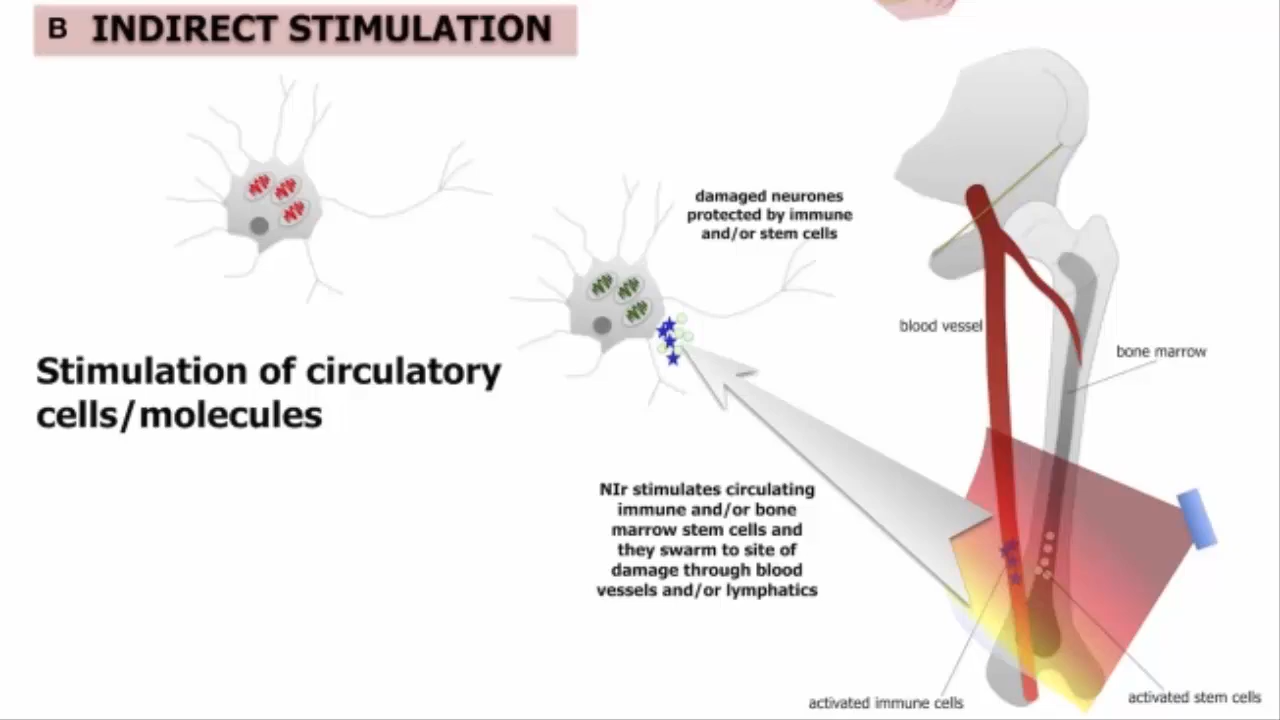 B INDIRECT STIMULATION
damaged neurones
protected by immune
and/or stem cells
blood vessel
bone marrow
Stimulation of circulatory
cells/molecules
NIr stimulates circulating
immune and/or bone
marrow stem cells and
they swarm to site of
damage through blood
vessels and/or lymphatics
activated immune cells
activated stem cells